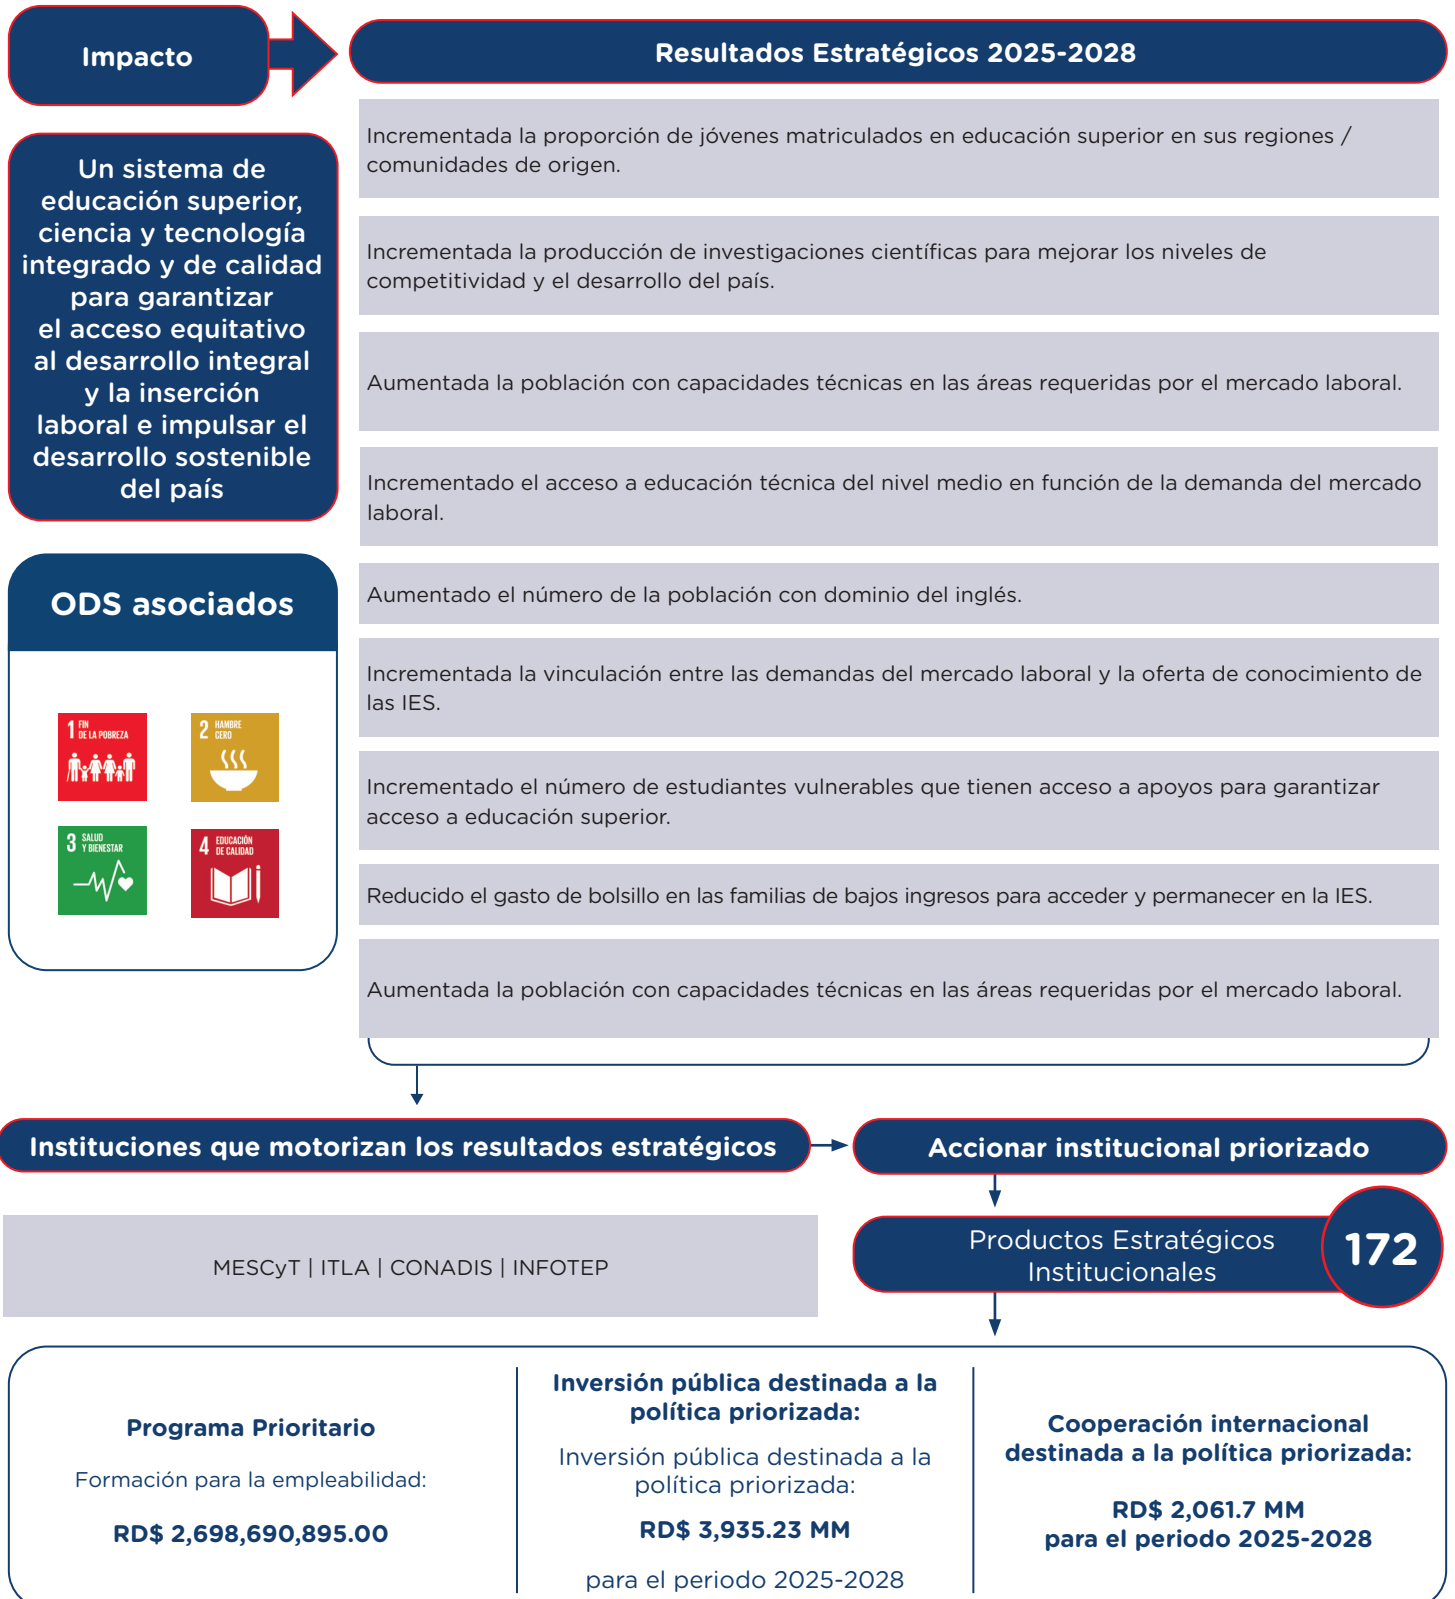 Impacto
Resultados Estratégicos 2025-2028
Un sistema de
educación superior,
ciencia y tecnología
integrado y de calidad
para garantizar
el acceso equitativo
al desarrollo integral
y la inserción
laboral e impulsar el
desarrollo sostenible
del país
ODS asociados
1 FIN
DE LA POBREZA
2 HAMBRE
CERO
3 SALUD
Y BIENESTAR
4 EDUCACIÓN
DE CALIDAD
Incrementada la proporción de jóvenes matriculados en educación superior en sus regiones /
comunidades de origen.
Incrementada la producción de investigaciones científicas para mejorar los niveles de
competitividad y el desarrollo del país.
Aumentada la población con capacidades técnicas en las áreas requeridas por el mercado laboral.
Incrementado el acceso a educación técnica del nivel medio en función de la demanda del mercado
laboral.
Aumentado el número de la población con dominio del inglés.
Incrementada la vinculación entre las demandas del mercado laboral y la oferta de conocimiento de
las IES.
Incrementado el número de estudiantes vulnerables que tienen acceso a apoyos para garantizar
acceso a educación superior.
Reducido el gasto de bolsillo en las familias de bajos ingresos para acceder y permanecer en la IES.
Aumentada la población con capacidades técnicas en las áreas requeridas por el mercado laboral.
Instituciones que motorizan los resultados estratégicos
Accionar institucional priorizado
MESCyT | ITLA | CONADIS | INFOTEP
Productos Estratégicos
Institucionales
172
Programa Prioritario
Formación para la empleabilidad:
RD$ 2,698,690,895.00
Inversión pública destinada a la
política priorizada:
Inversión pública destinada a la
política priorizada:
RD$ 3,935.23 MM
para el periodo 2025-2028
Cooperación internacional
destinada a la política priorizada:
RD$ 2,061.7 MM
para el periodo 2025-2028